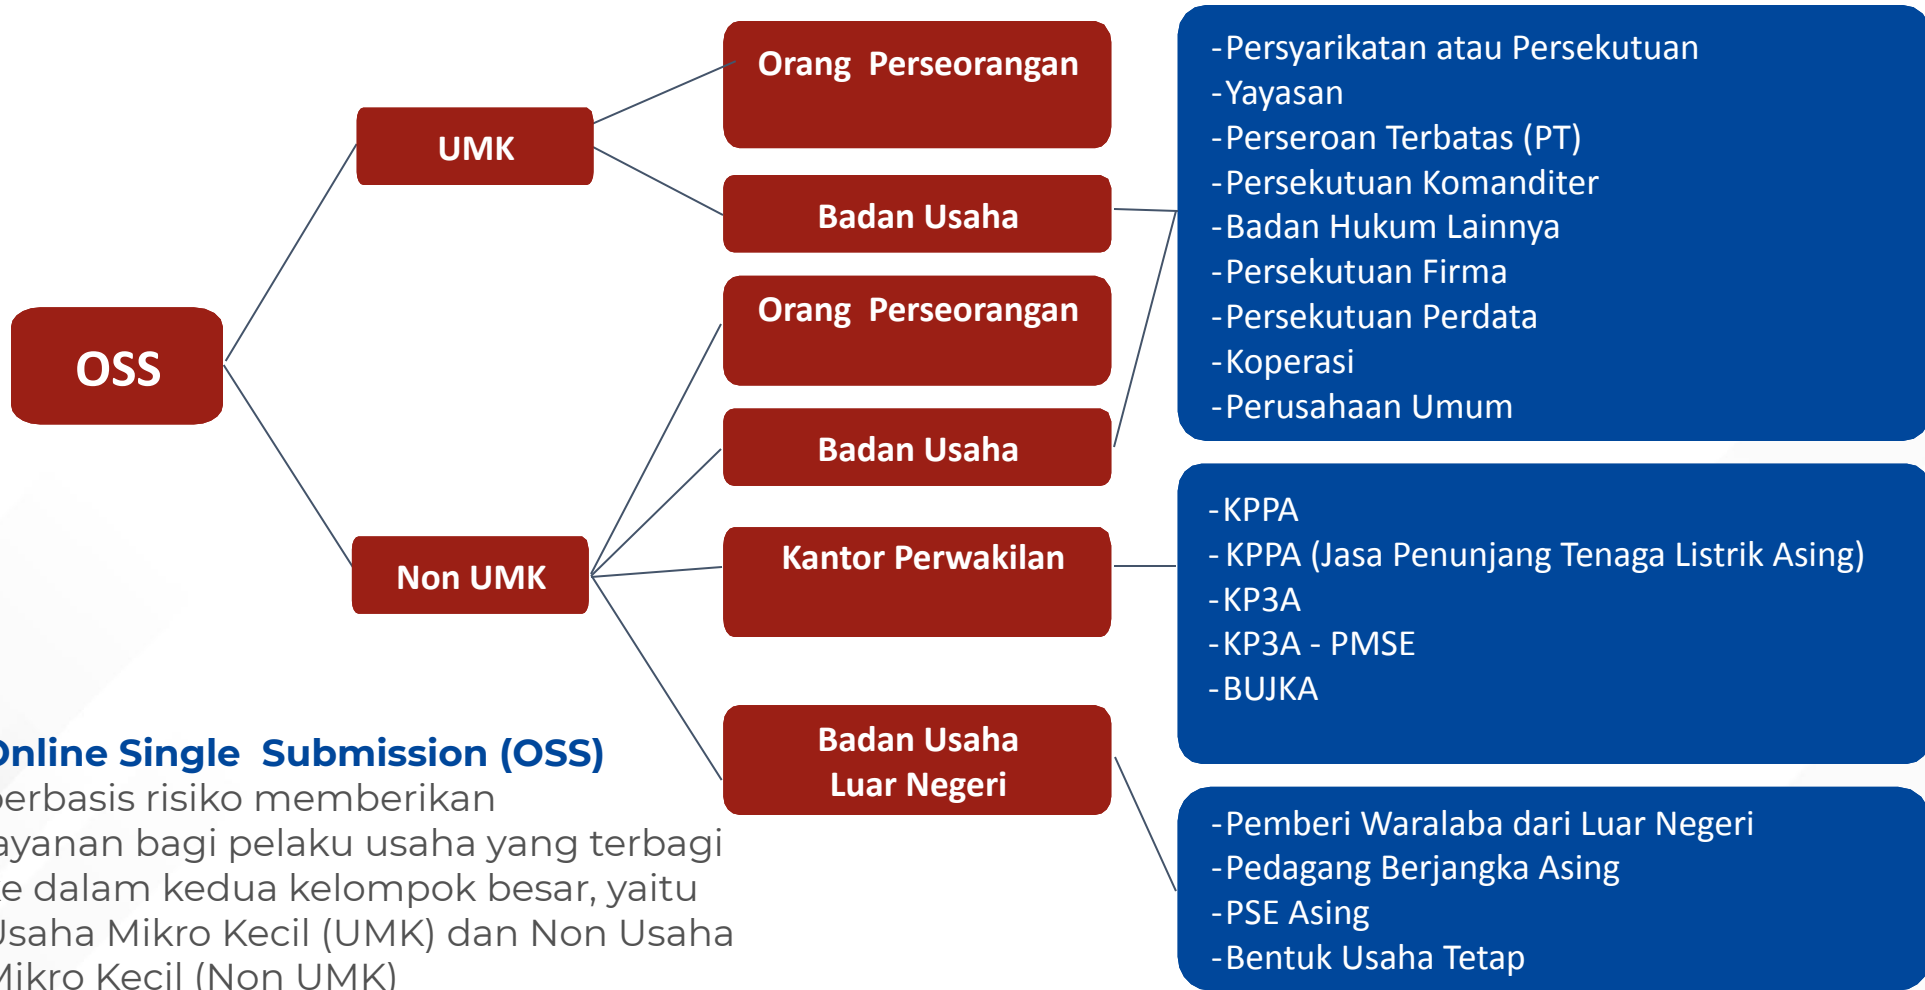 OSS
UMK
Non UMK
Orang Perseorangan
Badan Usaha
Orang Perseorangan
Badan Usaha
Kantor Perwakilan
Badan Usaha
Luar Negeri
-Persyarikatan atau Persekutuan
-Yayasan
-Perseroan Terbatas (PT)
-Persekutuan Komanditer
-Badan Hukum Lainnya
-Persekutuan Firma
-Persekutuan Perdata
-Koperasi
-Perusahaan Umum
-KPPA
-KPPA (Jasa Penunjang Tenaga Listrik Asing)
-KP3A
-KP3A - PMSE
-BUJKA
-Pemberi Waralaba dari Luar Negeri
-Pedagang Berjangka Asing
-PSE Asing
-Bentuk Usaha Tetap
Online Single Submission (OSS)
berbasis risiko memberikan
layanan bagi pelaku usaha yang terbagi
ke dalam kedua kelompok besar, yaitu
Usaha Mikro Kecil (UMK) dan Non Usaha
Mikro Kecil (Non UMK)